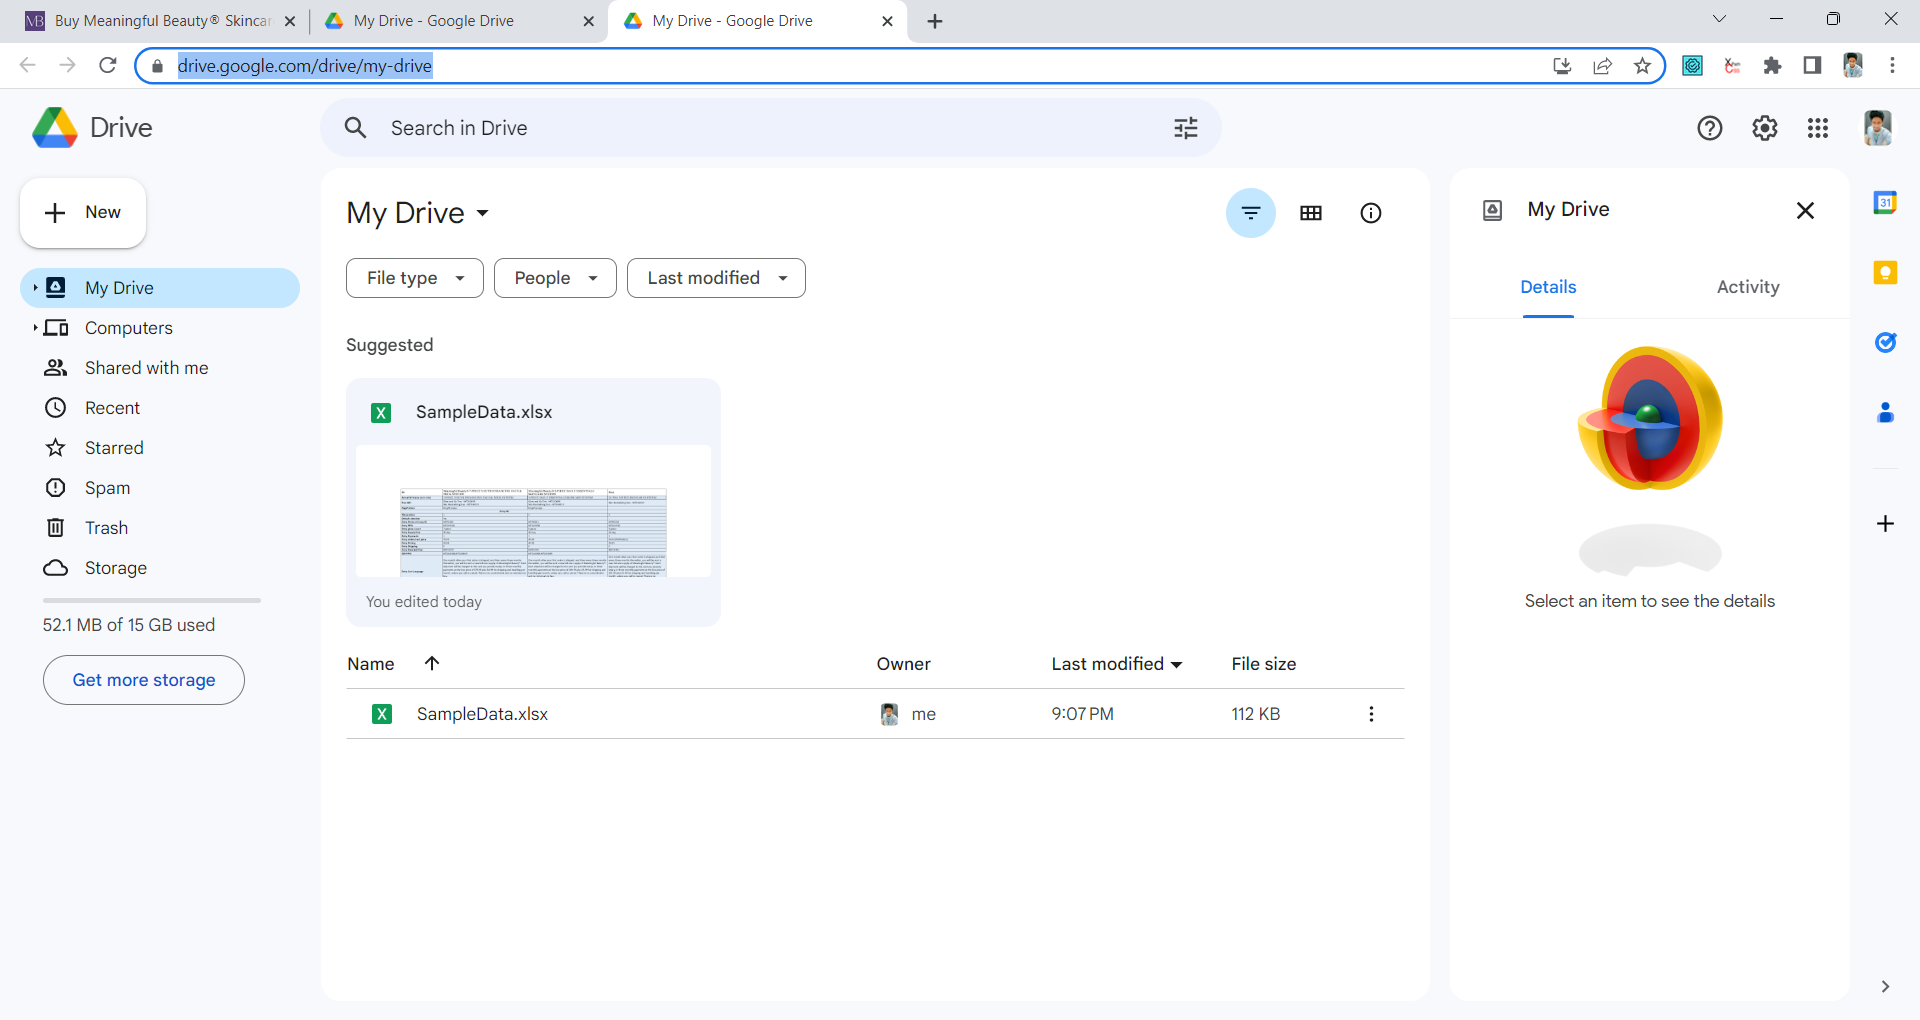 Buy Meaningful Beauty® Skincar
My Drive - Google Drive
My Drive - Google Drive
drive.google.com/drive/my-drive
Drive
Search in Drive
New
My Drive
Computers
Shared with me
Recent
Starred
Spam
Trash
Storage
52.1 MB of 15 GB used
Get more storage
My Drive
File type
People
Last modified
Suggested
X
SampleData.xlsx
You edited today
Name
Owner
Last modified
File size
X
SampleData.xlsx
me
9:07 PM
112 KB
My Drive
Details
Activity
Select an item to see the details
31